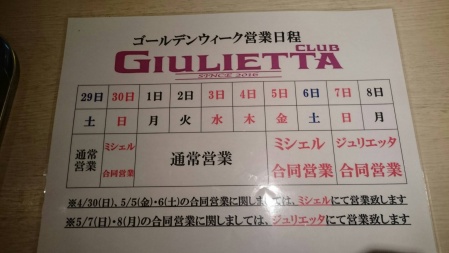 ゴールデンウィーク営業日程
GIULIETTA CLUB
SINCE 2016
29日 30日 1日 2日 3日 4日 5日 6日 7日 8日
土 日 月 火 水 木 金 土 日 月
通常営業 ミシェル合同営業 通常営業 ミシェル合同営業 ジュリエッタ合同営業
※4/30(日)、5/5(金)・6(土)の合同営業に関しましては、ミシェルにて営業致します
※5/7(日)・8(月)の合同営業に関しましては、ジュリエッタにて営業致します